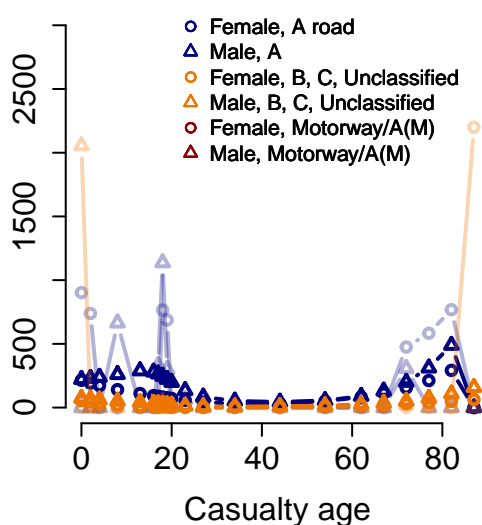 Female, A road
Male, A
Female, B, C, Unclassified
Male, B, C, Unclassified
Female, Motorway/A(M)
Male, Motorway/A(M)
2500
1500
500
0
0 20 40 60 80
Casualty age